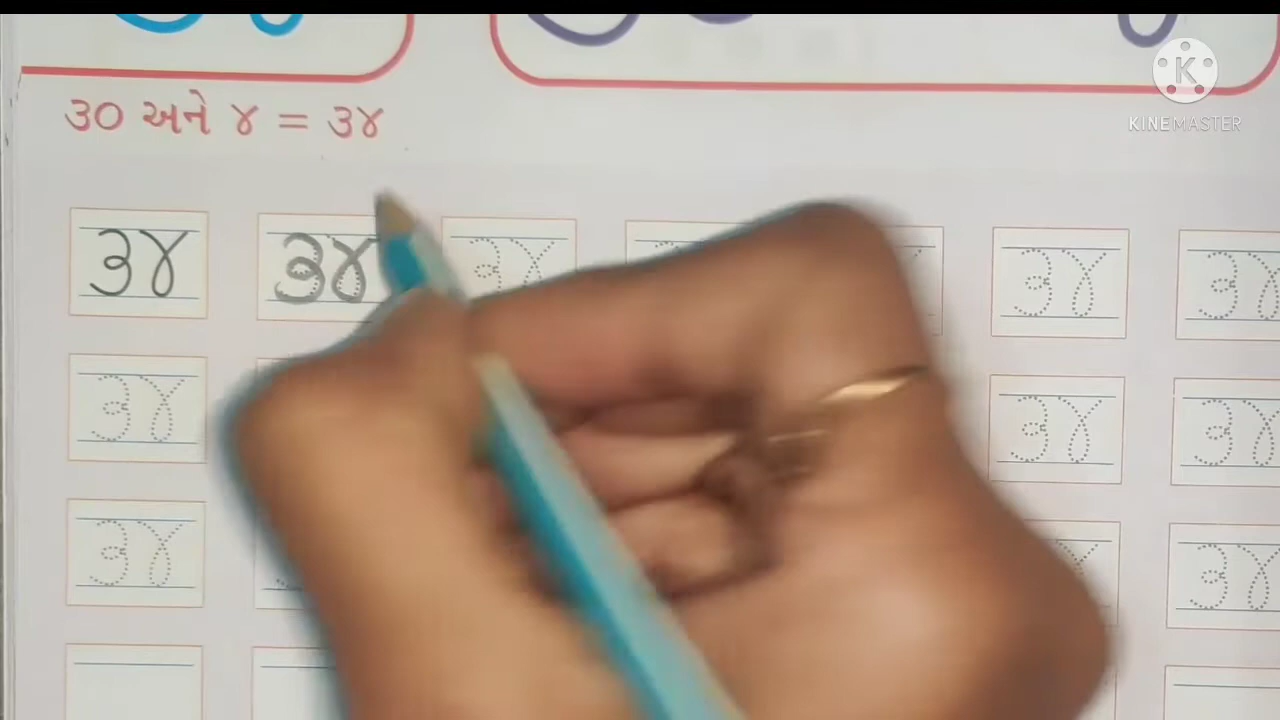 ૩૦ અને ૪ = ૩૪
K
KINEMASTER
૩૪ ૩૪ ૩૪ ૩૪ ૩૪
૩૪ ૩૪ ૩૪
૩૪ ૩૪